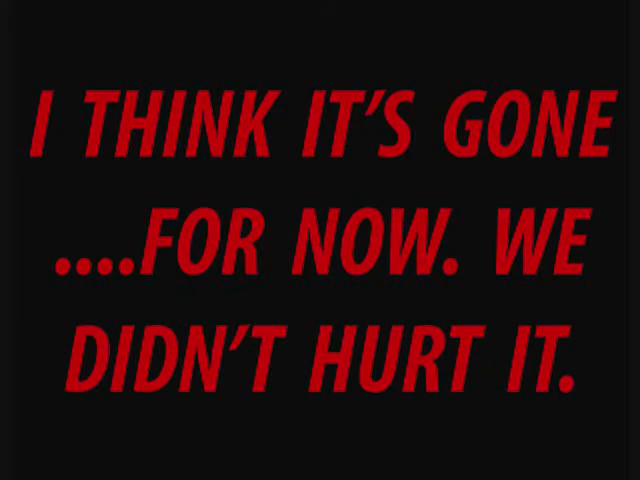 I THINK IT'S GONE
....FOR NOW. WE
DIDN'T HURT IT.